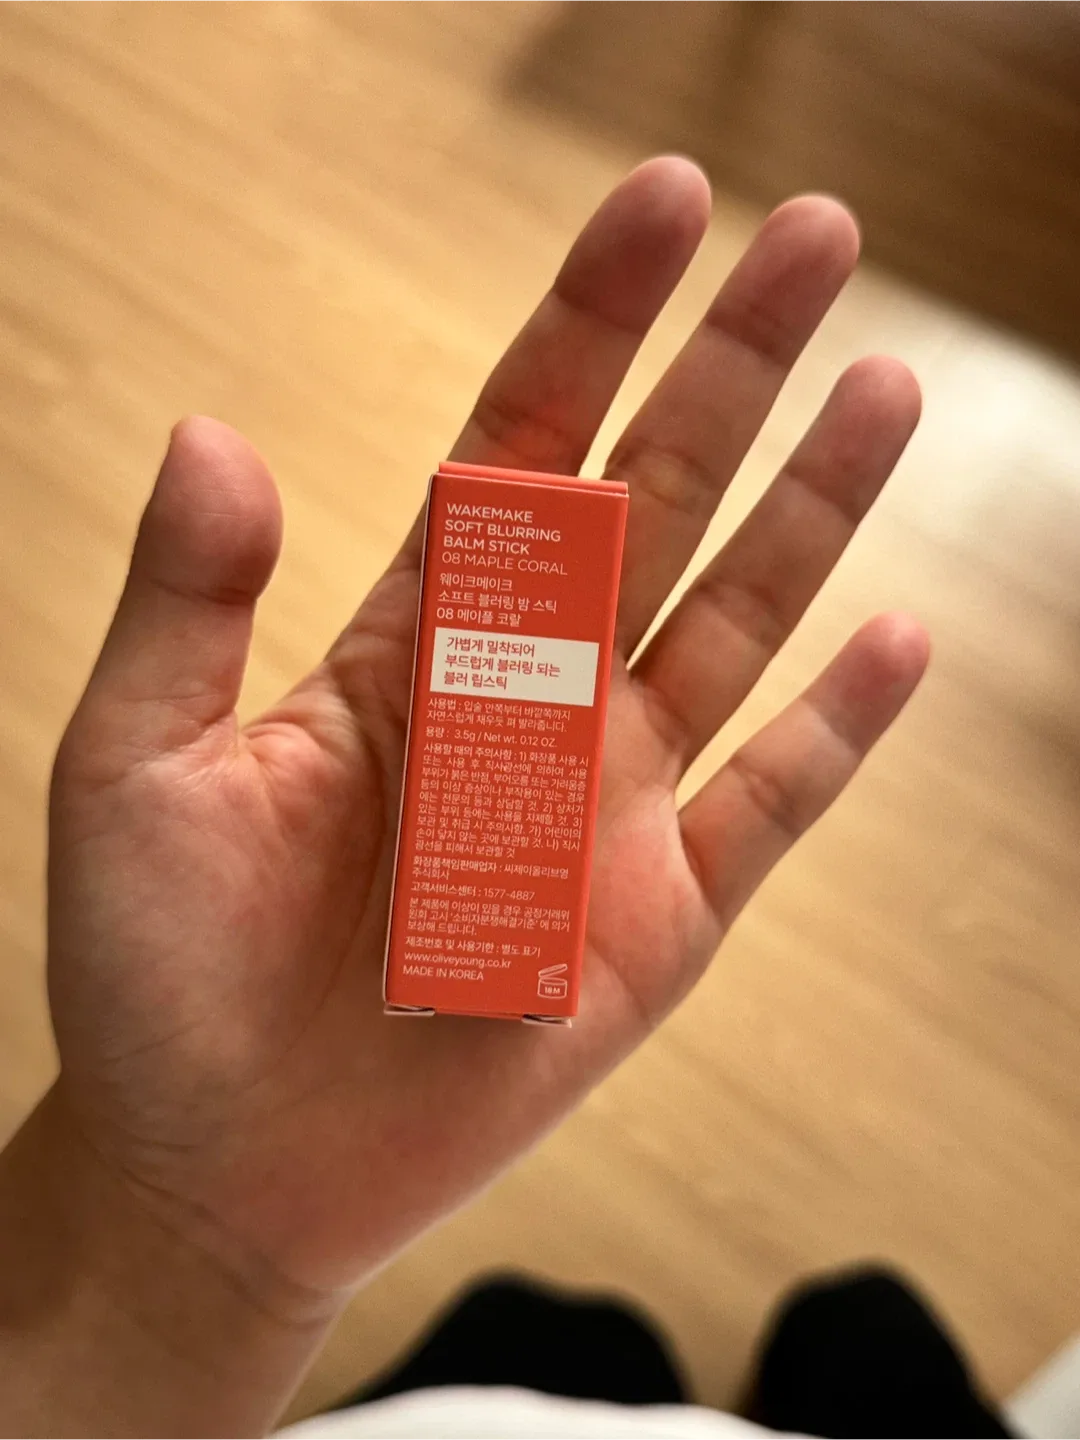 WAKEMAKE
SOFT BLURRING
BALM STICK
08 MAPLE CORAL
웨이크메이크
소프트 블러링 밤 스틱
08 메이플 코랄
가볍게 밀착되어
부드럽게 블러링 되는
블러 립스틱
사용법 : 입술 안쪽부터 바깥쪽까지
자연스럽게 채우듯 펴 발라줍니다.
용량 : 3.5g / Net wt. 0.12 OZ.
사용할 때의 주의사항 : 1) 화장품 사용 시
또는 사용 후 직사광선에 의하여 사용
부위가 붉은 반점, 부어오름 또는 가려움증
등의 이상 증상이나 부작용이 있는 경우
에는 전문의 등과 상담할 것. 2) 상처가
있는 부위 등에는 사용을 자제할 것. 3)
보관 및 취급 시 주의사항. 가) 어린이의
손이 닿지 않는 곳에 보관할 것. 나) 직사
광선을 피해서 보관할 것
화장품책임판매업자 : 씨제이올리브영
주식회사
고객서비스센터 : 1577-4887
본 제품에 이상이 있을 경우 공정거래위
원회 고시 '소비자분쟁해결기준' 에 의거
보상해 드립니다.
제조번호 및 사용기한 : 별도 표기
www.oliveyoung.co.kr
MADE IN KOREA
18M